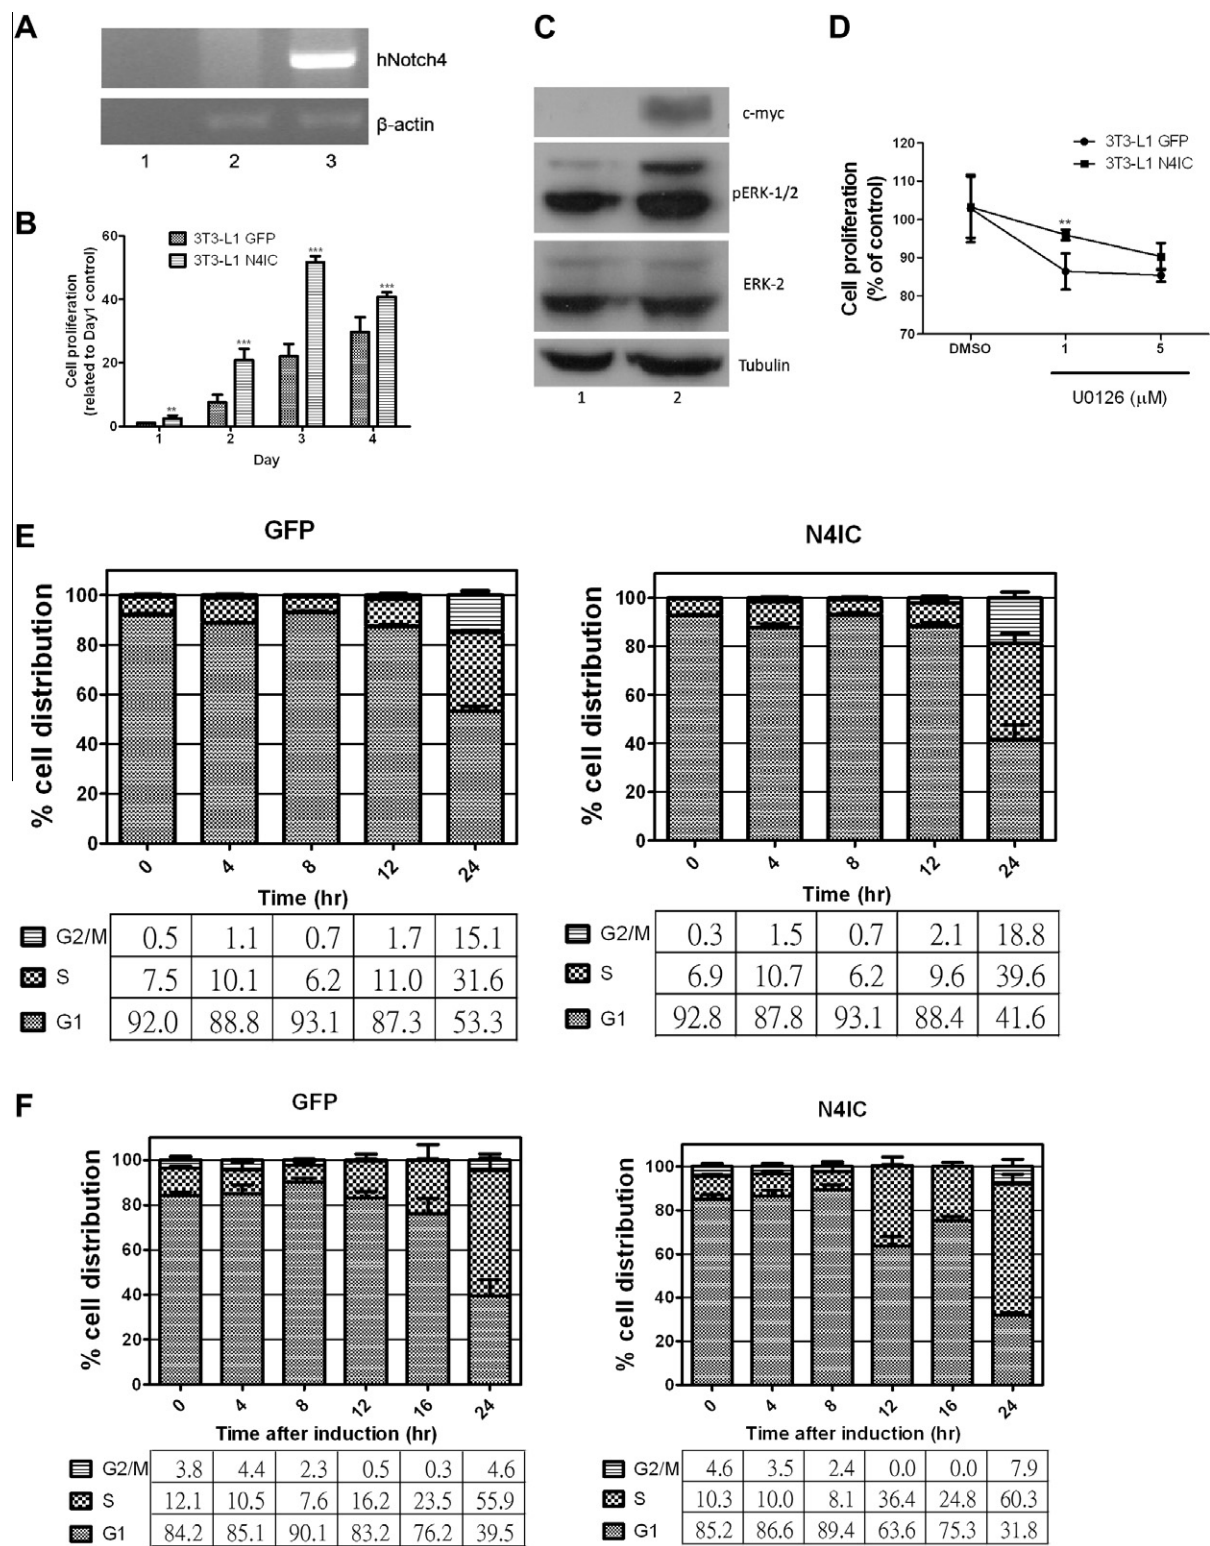 A
hNotch4
β-actin
1 2 3
B
60
40
20
0
3T3-L1 GFP
3T3-L1 N4IC
** *** *** ***
Cell proliferation
(related to Day1 control)
1 2 3 4
Day
C
c-myc
pERK-1/2
ERK-2
Tubulin
1 2
D
3T3-L1 GFP
3T3-L1 N4IC
120
110
100
90
80
70
**
Cell proliferation
(% of control)
DMSO 1 5
U0126 (μM)
E
GFP
100
80
60
40
20
0
% cell distribution
0 4 8 12 24
Time (hr)
G2/M 0.5 1.1 0.7 1.7 15.1
S 7.5 10.1 6.2 11.0 31.6
G1 92.0 88.8 93.1 87.3 53.3
N4IC
100
80
60
40
20
0
% cell distribution
0 4 8 12 24
Time (hr)
G2/M 0.3 1.5 0.7 2.1 18.8
S 6.9 10.7 6.2 9.6 39.6
G1 92.8 87.8 93.1 88.4 41.6
F
GFP
100
80
60
40
20
0
% cell distribution
0 4 8 12 16 24
Time after induction (hr)
G2/M 3.8 4.4 2.3 0.5 0.3 4.6
S 12.1 10.5 7.6 16.2 23.5 55.9
G1 84.2 85.1 90.1 83.2 76.2 39.5
N4IC
100
80
60
40
20
0
% cell distribution
0 4 8 12 16 24
Time after induction (hr)
G2/M 4.6 3.5 2.4 0.0 0.0 7.9
S 10.3 10.0 8.1 36.4 24.8 60.3
G1 85.2 86.6 89.4 63.6 75.3 31.8